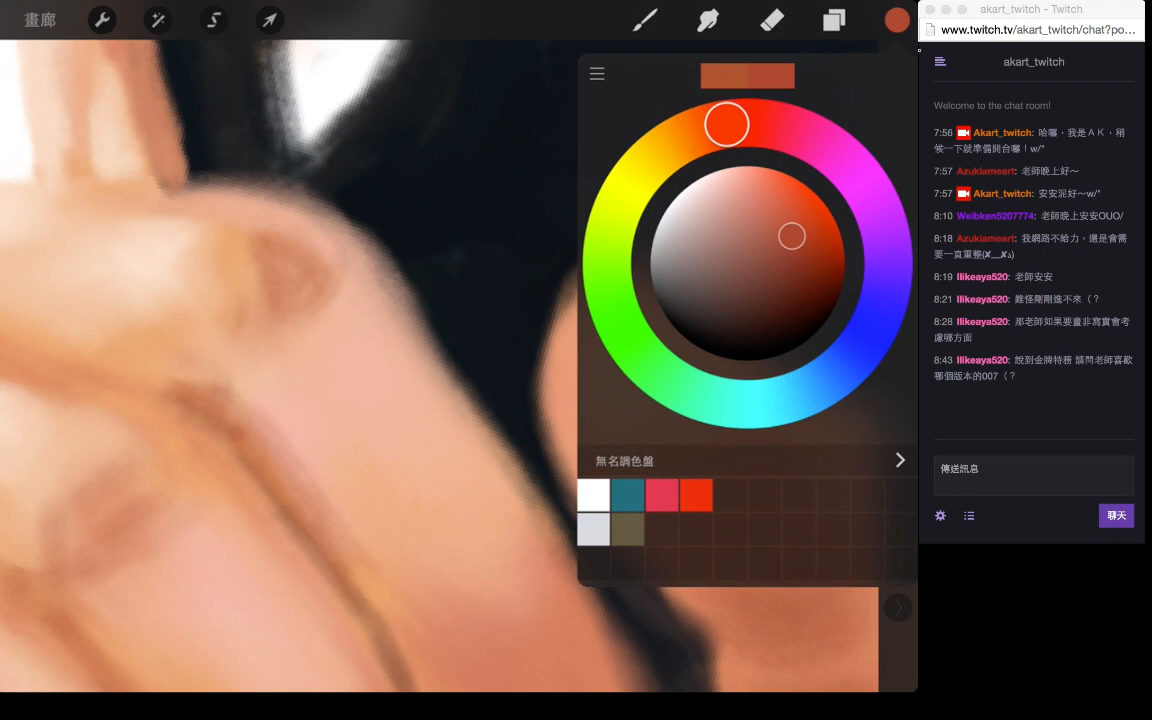 畫廊
無名調色盤
akart_twitch - Twitch
www.twitch.tv/akart_twitch/chat?po...
akart_twitch
Welcome to the chat room!
7:56 Akart_twitch: 哈囉，我是ＡＫ，稍
候一下就準備開台囉！w/"
7:57 Azukiameart: 老師晚上好～
7:57 Akart_twitch: 安安泥好～w/"
8:10 Weibken5207774: 老師晚上安安OUO/
8:18 Azukiameart: 我網路不給力，還是會需
要一直重整(✘﹏✘ა)
8:19 Ilikeaya520: 老師安安
8:21 Ilikeaya520: 難怪剛剛進不來（？
8:28 Ilikeaya520: 那老師如果要畫非寫實會考
慮哪方面
8:43 Ilikeaya520: 說到金牌特務 請問老師喜歡
哪個版本的007（？
傳送訊息
聊天